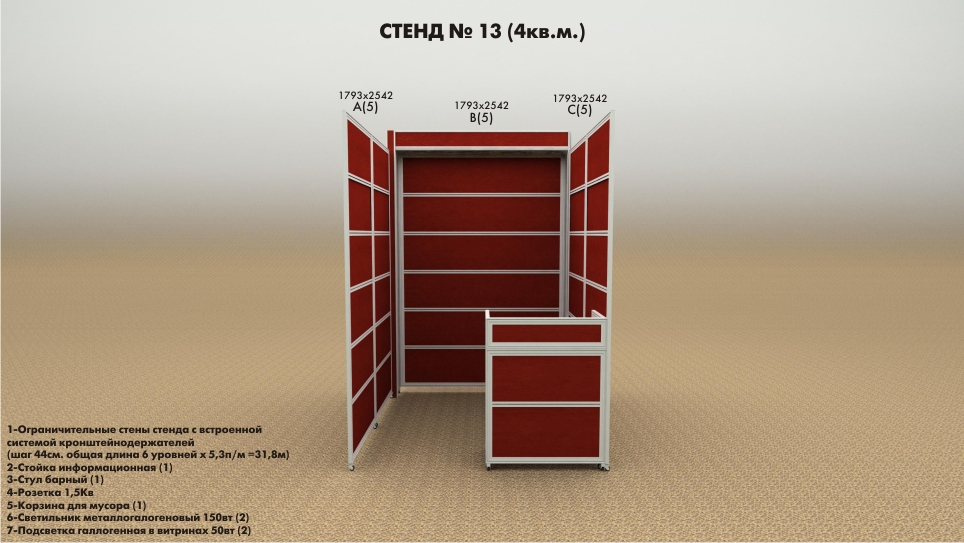 СТЕНД № 13 (4кв.м.)
1793х2542
А(5)
1793х2542
В(5)
1793х2542
С(5)
1-Ограничительные стены стенда с встроенной
системой кронштейнодержателей
(шаг 44см. общая длина 6 уровней х 5,3п/м =31,8м)
2-Стойка информационная (1)
3-Стул барный (1)
4-Розетка 1,5Кв
5-Корзина для мусора (1)
6-Светильник металлогалогеновый 150вт (2)
7-Подсветка галлогенная в витринах 50вт (2)